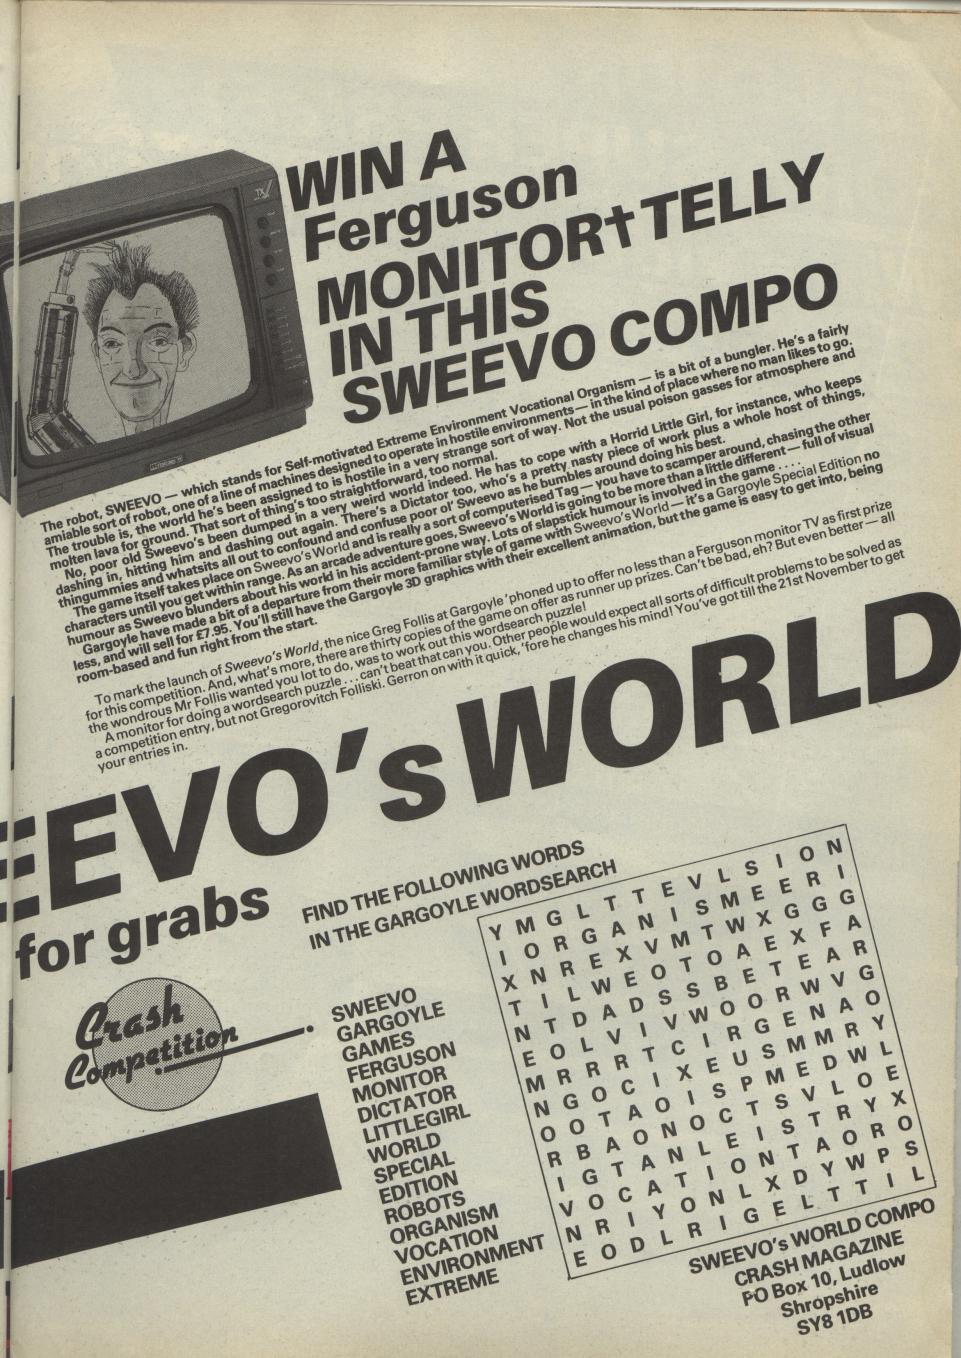 WIN A
Ferguson
MONITOR†TELLY
IN THIS
SWEEVO COMPO
TX
FERGUSON
The robot, SWEEVO — which stands for Self-motivated Extreme Environment Vocational Organism — is a bit of a bungler. He's a fairly
amiable sort of robot, one of a line of machines designed to operate in hostile environments — in the kind of place where no man likes to go.
The trouble is, the world he's been assigned to is hostile in a very strange sort of way. Not the usual poison gasses for atmosphere and
molten lava for ground. That sort of thing's too straightforward, too normal.
No, poor old Sweevo's been dumped in a very weird world indeed. He has to cope with a Horrid Little Girl, for instance, who keeps
dashing in, hitting him and dashing out again. There's a Dictator too, who's a pretty nasty piece of work plus a whole host of things,
thingummies and whatsits all out to confound and confuse poor ol' Sweevo as he bumbles around doing his best.
The game itself takes place on Sweevo's World and is really a sort of computerised Tag — you have to scamper around, chasing the other
characters until you get within range. As an arcade adventure goes, Sweevo's World is going to be more than a little different — full of visual
humour as Sweevo blunders about his world in his accident-prone way. Lots of slapstick humour is involved in the game . . . .
Gargoyle have made a bit of a departure from their more familiar style of game with Sweevo's World — it's a Gargoyle Special Edition no
less, and will sell for £7.95. You'll still have the Gargoyle 3D graphics with their excellent animation, but the game is easy to get into, being
room-based and fun right from the start.
To mark the launch of Sweevo's World, the nice Greg Follis at Gargoyle 'phoned up to offer no less than a Ferguson monitor TV as first prize
for this competition. And, what's more, there are thirty copies of the game on offer as runner up prizes. Can't be bad, eh? But even better — all
the wondrous Mr Follis wanted you lot to do, was to work out this wordsearch puzzle!
A monitor for doing a wordsearch puzzle . . . can't beat that can you. Other people would expect all sorts of difficult problems to be solved as
a competition entry, but not Gregorovitch Folliski. Gerron on with it quick, 'fore he changes his mind! You've got till the 21st November to get
your entries in.
EEVO's WORLD
for grabs
Crash
Competition
FIND THE FOLLOWING WORDS
IN THE GARGOYLE WORDSEARCH
SWEEVO
GARGOYLE
GAMES
FERGUSON
MONITOR
DICTATOR
LITTLEGIRL
WORLD
SPECIAL
EDITION
ROBOTS
ORGANISM
VOCATION
ENVIRONMENT
EXTREME
Y M G L T T E V L S I O N
I O R G A N I S M E E R I
X N R E X V M T W X G G G
T I L W E O T O A E X F A
N T D A D S S B E T E A R
E O L V I V W O O R W V G
M R R R T C I R G E N A O
N G O C I X E U S M M R Y
O O T A O I S P M E D W L
R B A O N O C T S V L O E
I G T A N L E I S T R Y X
V O C A T I O N T A O R O
N R I Y O N L X D Y W P S
E O D L R I G E L T T I L
SWEEVO's WORLD COMPO
CRASH MAGAZINE
PO Box 10, Ludlow
Shropshire
SY8 1DB